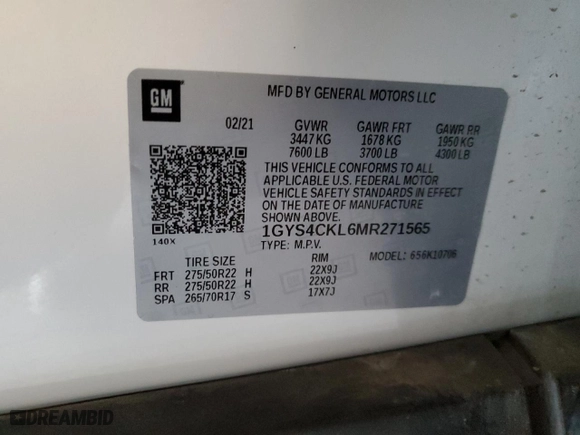 GM
MFD BY GENERAL MOTORS LLC
02/21 GVWR GAWR FRT GAWR RR
3447 KG 1678 KG 1950 KG
7600 LB 3700 LB 4300 LB
THIS VEHICLE CONFORMS TO ALL
APPLICABLE U.S. FEDERAL MOTOR
VEHICLE SAFETY STANDARDS IN EFFECT
ON THE DATE OF MANUFACTURE
SHOWN ABOVE.
1GYS4CKL6MR271565
140X TYPE: M.P.V. MODEL: 6S6K10706
TIRE SIZE RIM
FRT 275/50R22 H 22X9J
RR 275/50R22 H 22X9J
SPA 265/70R17 S 17X7J
DREAMBID